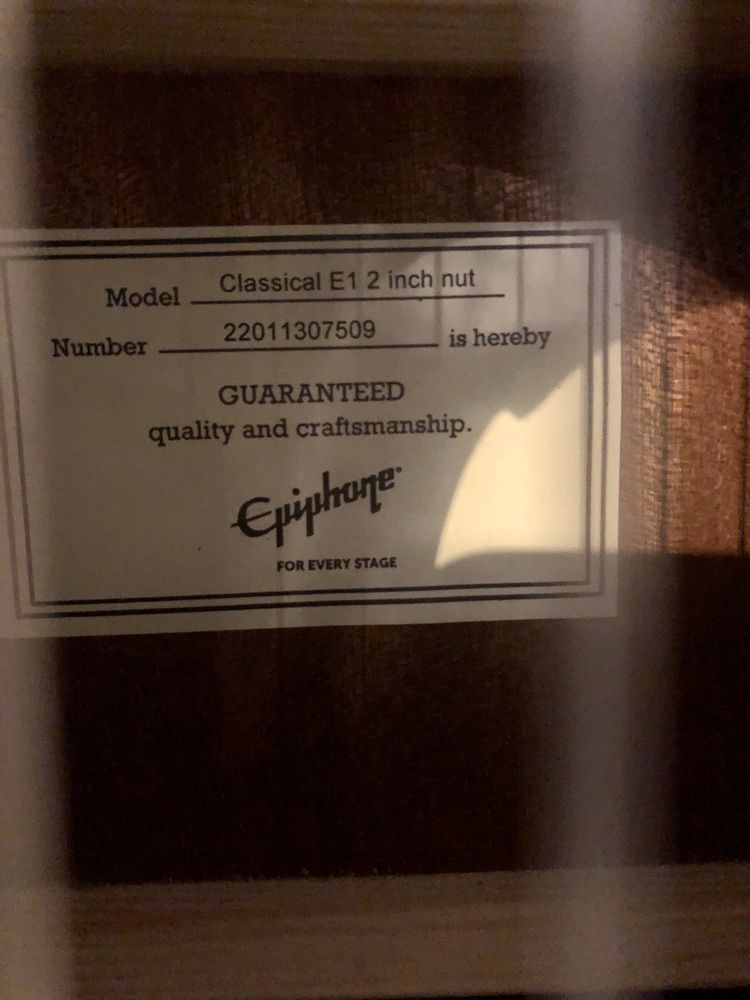 Model Classical E1 2 inch nut
Number 22011307509 is hereby
GUARANTEED
quality and craftsmanship.
Epiphone
FOR EVERY STAGE